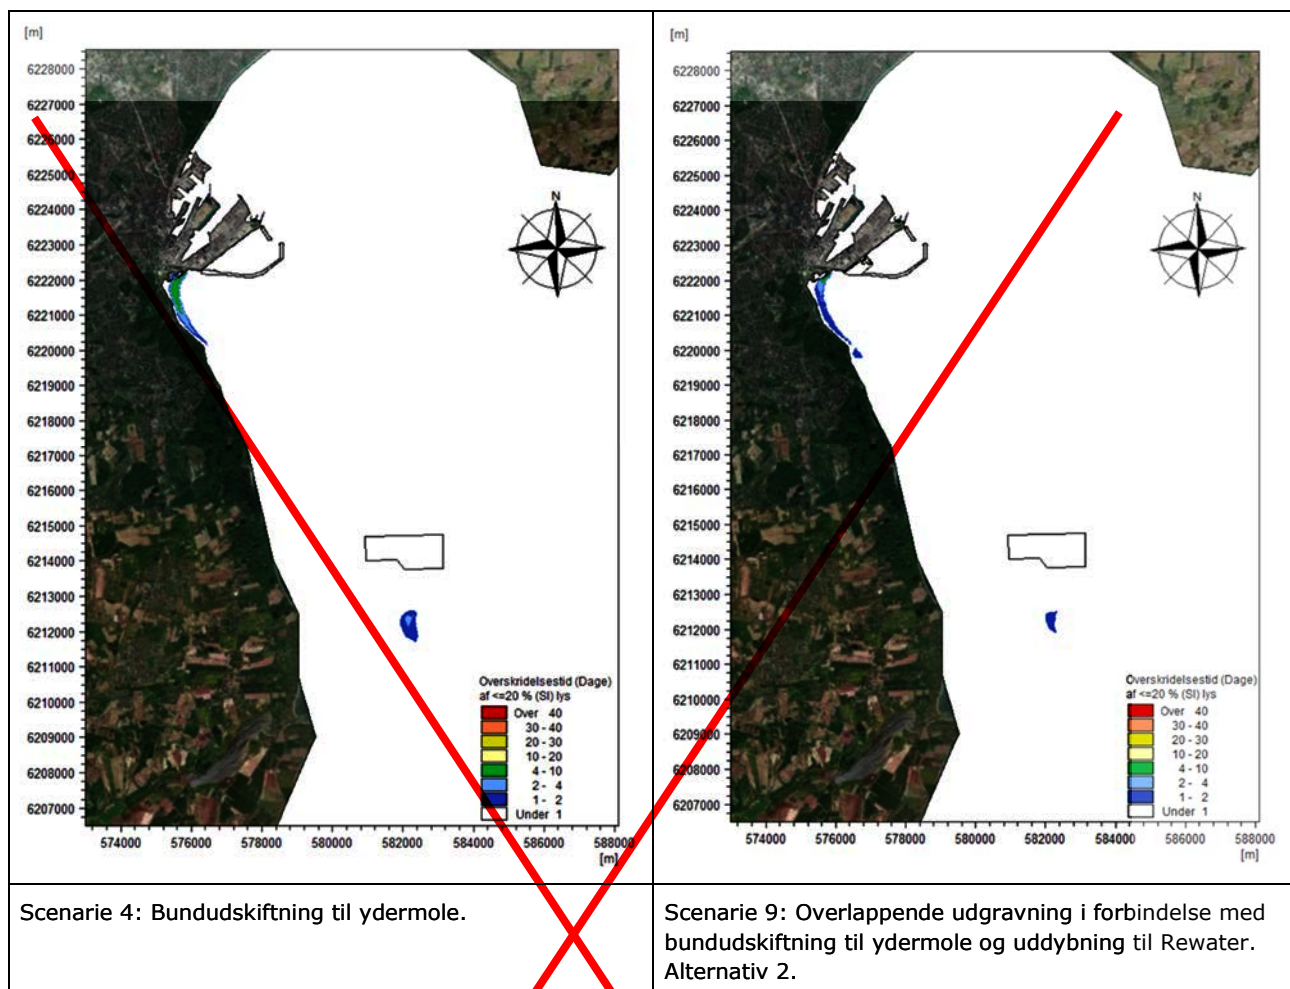 [m]
6228000
6227000
6226000
6225000
6224000
6223000
6222000
6221000
6220000
6219000
6218000
6217000
6216000
6215000
6214000
6213000
6212000
6211000
6210000
6209000
6208000
6207000
N
Overskridelsestid (Dage)
af <=20 % (SI) lys
Over 40
30 - 40
20 - 30
10 - 20
4 - 10
2 - 4
1 - 2
Under 1
574000 576000 578000 580000 582000 584000 586000 588000
[m]
Scenarie 4: Bundudskiftning til ydermole.
[m]
6228000
6227000
6226000
6225000
6224000
6223000
6222000
6221000
6220000
6219000
6218000
6217000
6216000
6215000
6214000
6213000
6212000
6211000
6210000
6209000
6208000
6207000
N
Overskridelsestid (Dage)
af <=20 % (SI) lys
Over 40
30 - 40
20 - 30
10 - 20
4 - 10
2 - 4
1 - 2
Under 1
574000 576000 578000 580000 582000 584000 586000 588000
[m]
Scenarie 9: Overlappende udgravning i forbindelse med
bundudskiftning til ydermole og uddybning til Rewater.
Alternativ 2.